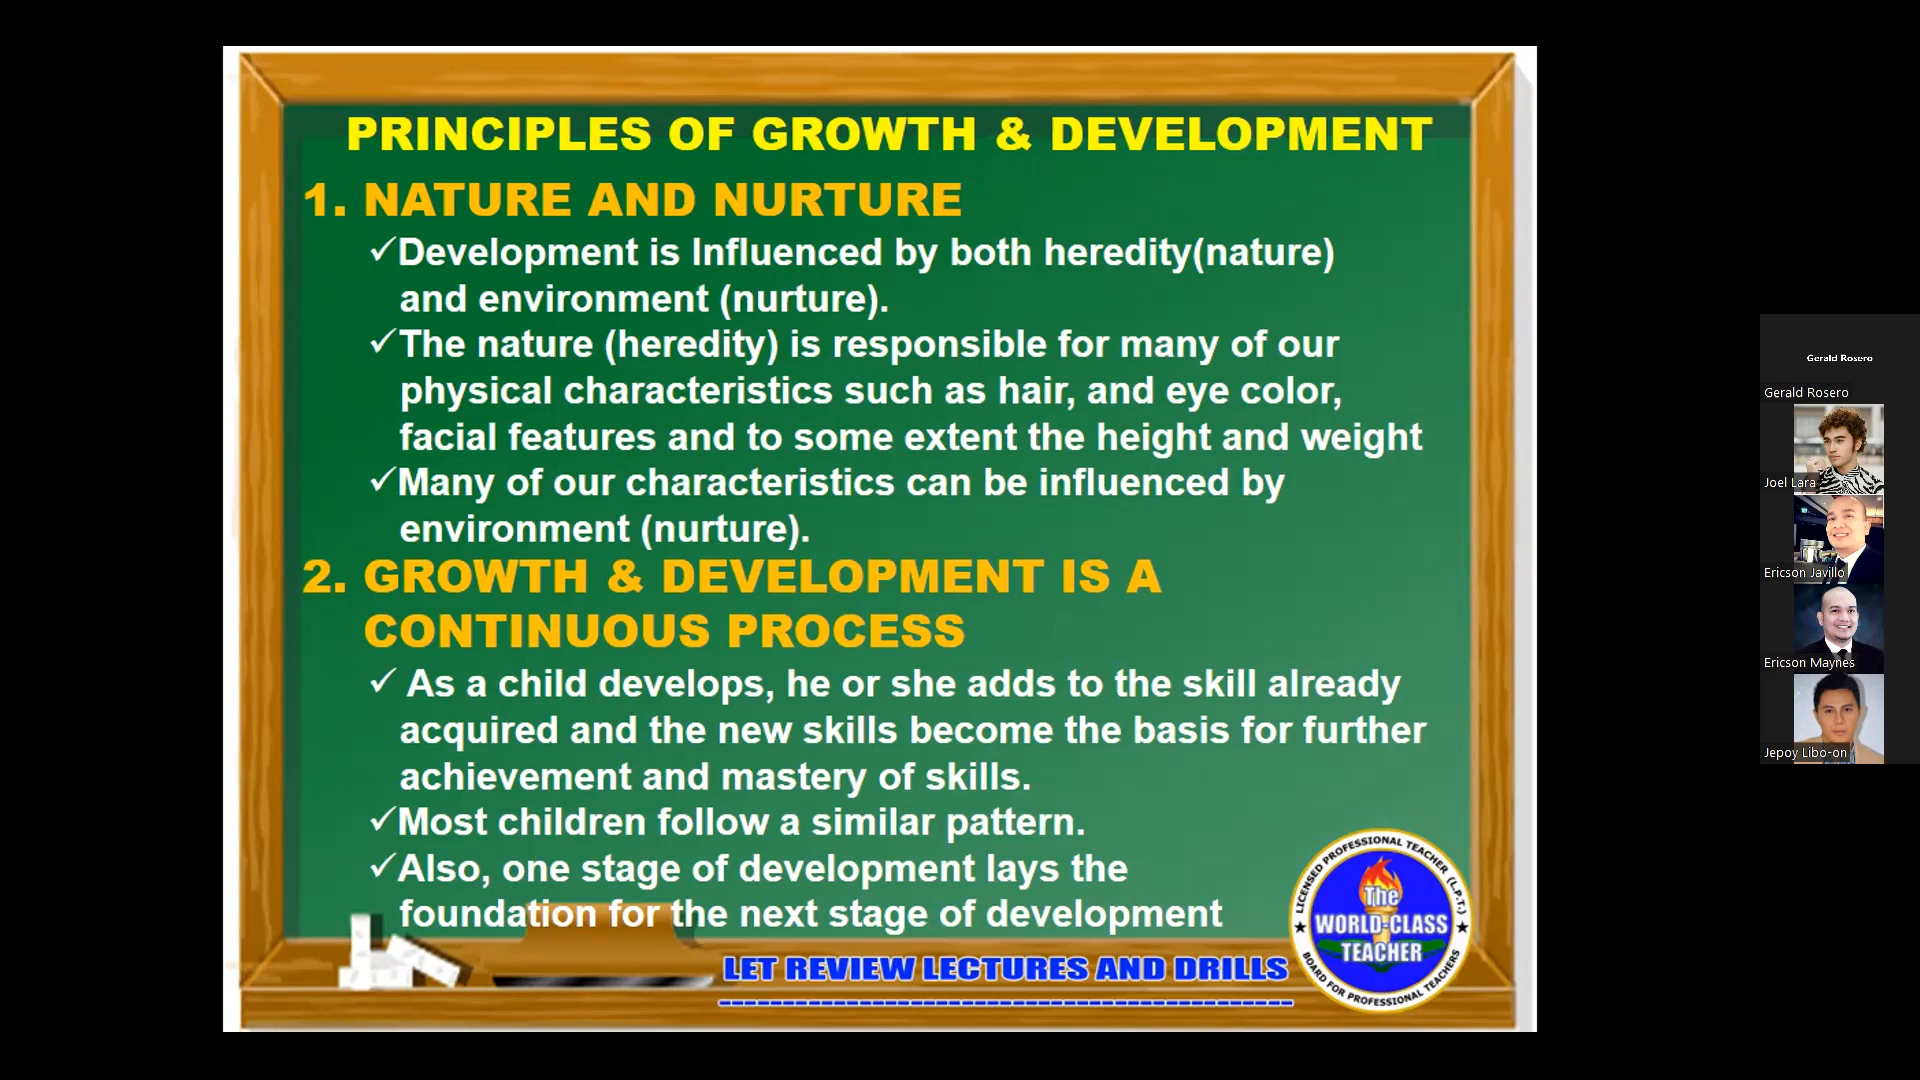 PRINCIPLES OF GROWTH & DEVELOPMENT
1. NATURE AND NURTURE
✓Development is Influenced by both heredity(nature)
and environment (nurture).
✓The nature (heredity) is responsible for many of our
physical characteristics such as hair, and eye color,
facial features and to some extent the height and weight
✓Many of our characteristics can be influenced by
environment (nurture).
2. GROWTH & DEVELOPMENT IS A
CONTINUOUS PROCESS
✓ As a child develops, he or she adds to the skill already
acquired and the new skills become the basis for further
achievement and mastery of skills.
✓Most children follow a similar pattern.
✓Also, one stage of development lays the
foundation for the next stage of development
LET REVIEW LECTURES AND DRILLS
LICENSED PROFESSIONAL TEACHER (L.P.T.)
The
WORLD-CLASS
TEACHER
BOARD FOR PROFESSIONAL TEACHERS
Gerald Rosero
Gerald Rosero
Joel Lara
Ericson Javillo
Ericson Maynes
Jepoy Libo-on